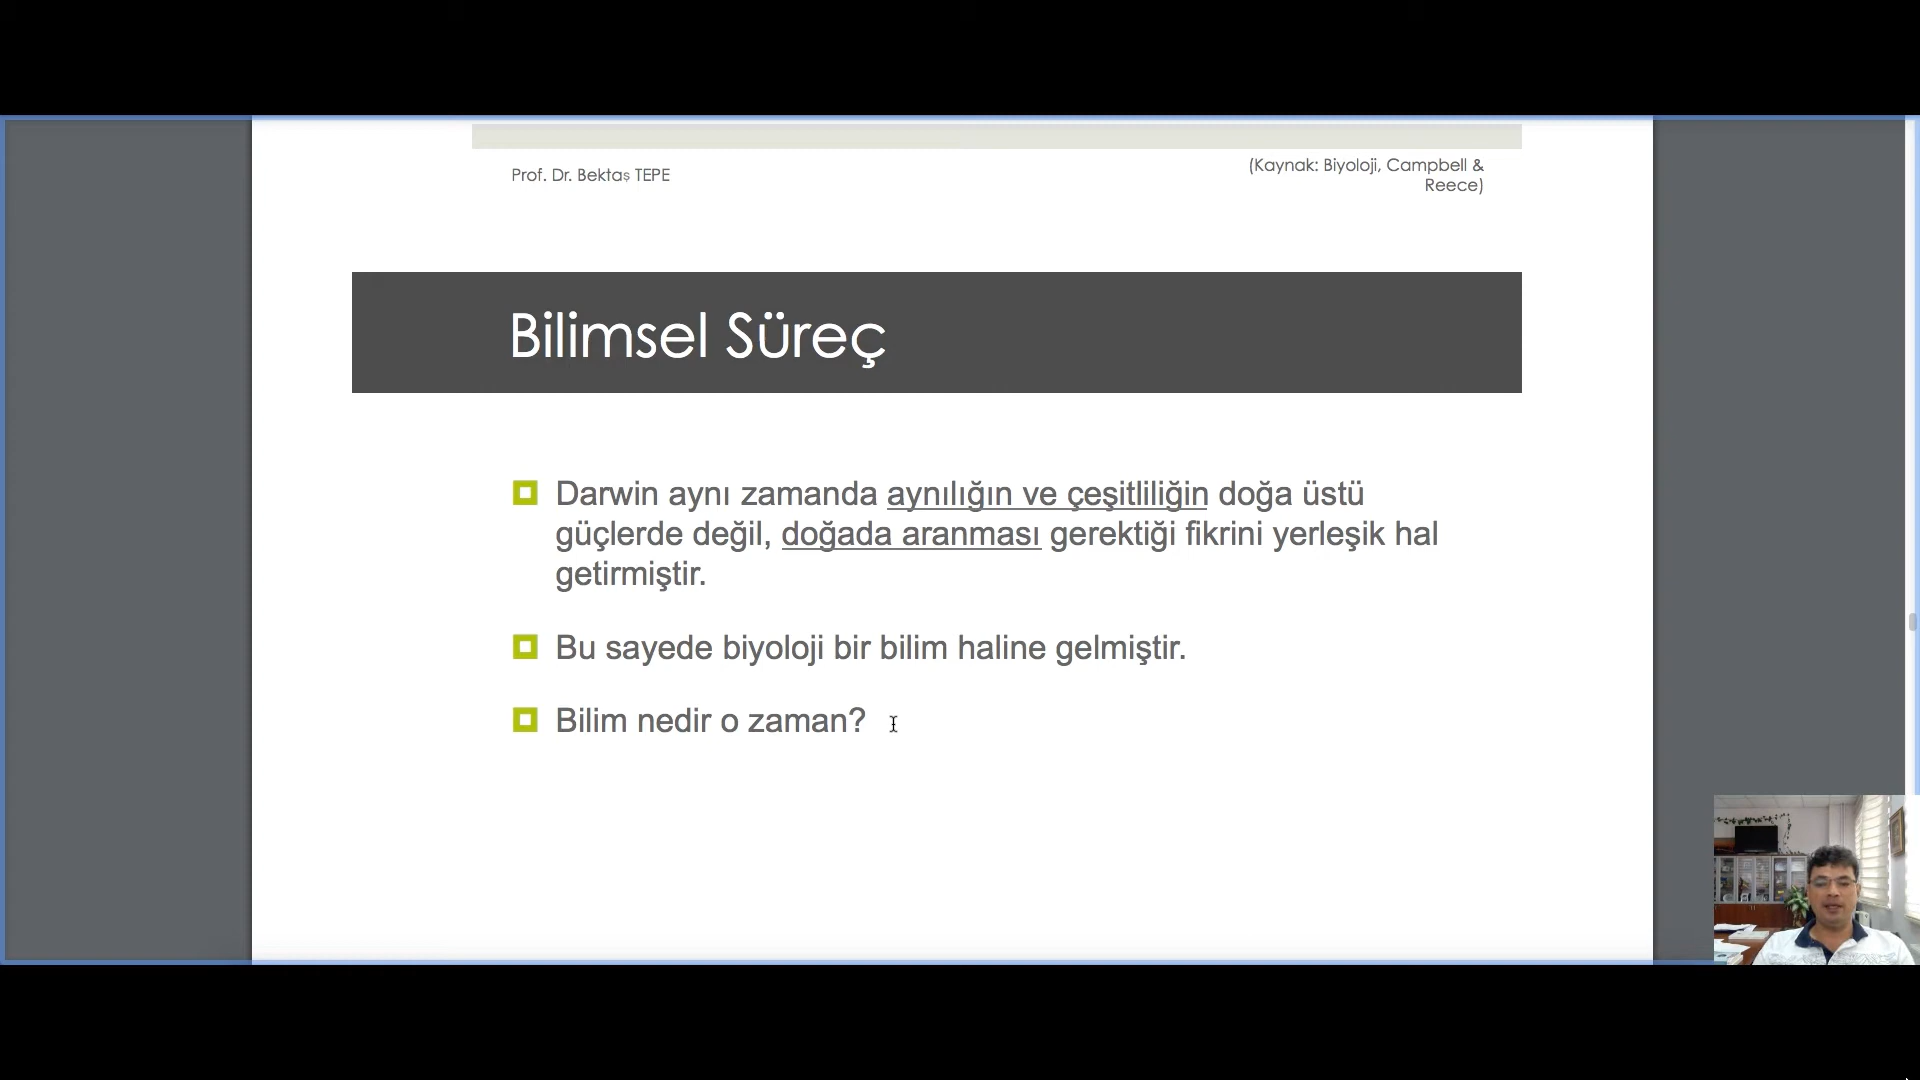 Prof. Dr. Bektaş TEPE
(Kaynak: Biyoloji, Campbell &
Reece)
Bilimsel Süreç
Darwin aynı zamanda aynılığın ve çeşitliliğin doğa üstü
güçlerde değil, doğada aranması gerektiği fikrini yerleşik hal
getirmiştir.
Bu sayede biyoloji bir bilim haline gelmiştir.
Bilim nedir o zaman?